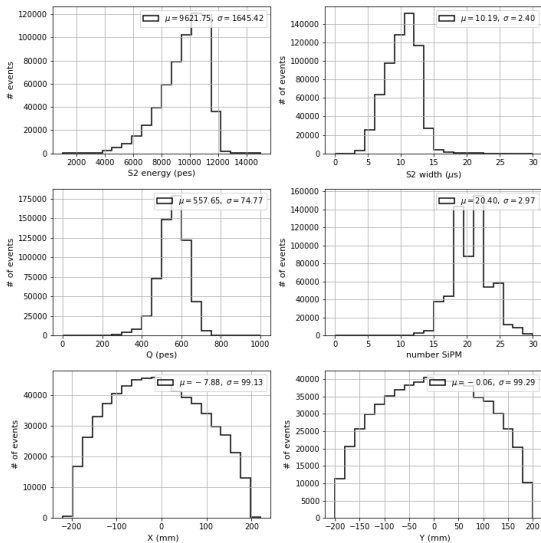 μ = 9621.75, σ = 1645.42
# events
120000
100000
80000
60000
40000
20000
0
2000 4000 6000 8000 10000 12000 14000
S2 energy (pes)
μ = 10.19, σ = 2.40
# of events
140000
120000
100000
80000
60000
40000
20000
0
0 5 10 15 20 25 30
S2 width (μs)
μ = 557.65, σ = 74.77
# of events
175000
150000
125000
100000
75000
50000
25000
0
0 200 400 600 800 1000
Q (pes)
μ = 20.40, σ = 2.97
# of events
160000
140000
120000
100000
80000
60000
40000
20000
0
0 5 10 15 20 25 30
number SiPM
μ = −7.88, σ = 99.13
# of events
40000
30000
20000
10000
0
−200 −100 0 100 200
X (mm)
μ = −0.06, σ = 99.29
# of events
40000
35000
30000
25000
20000
15000
10000
5000
0
−200 −150 −100 −50 0 50 100 150 200
Y (mm)